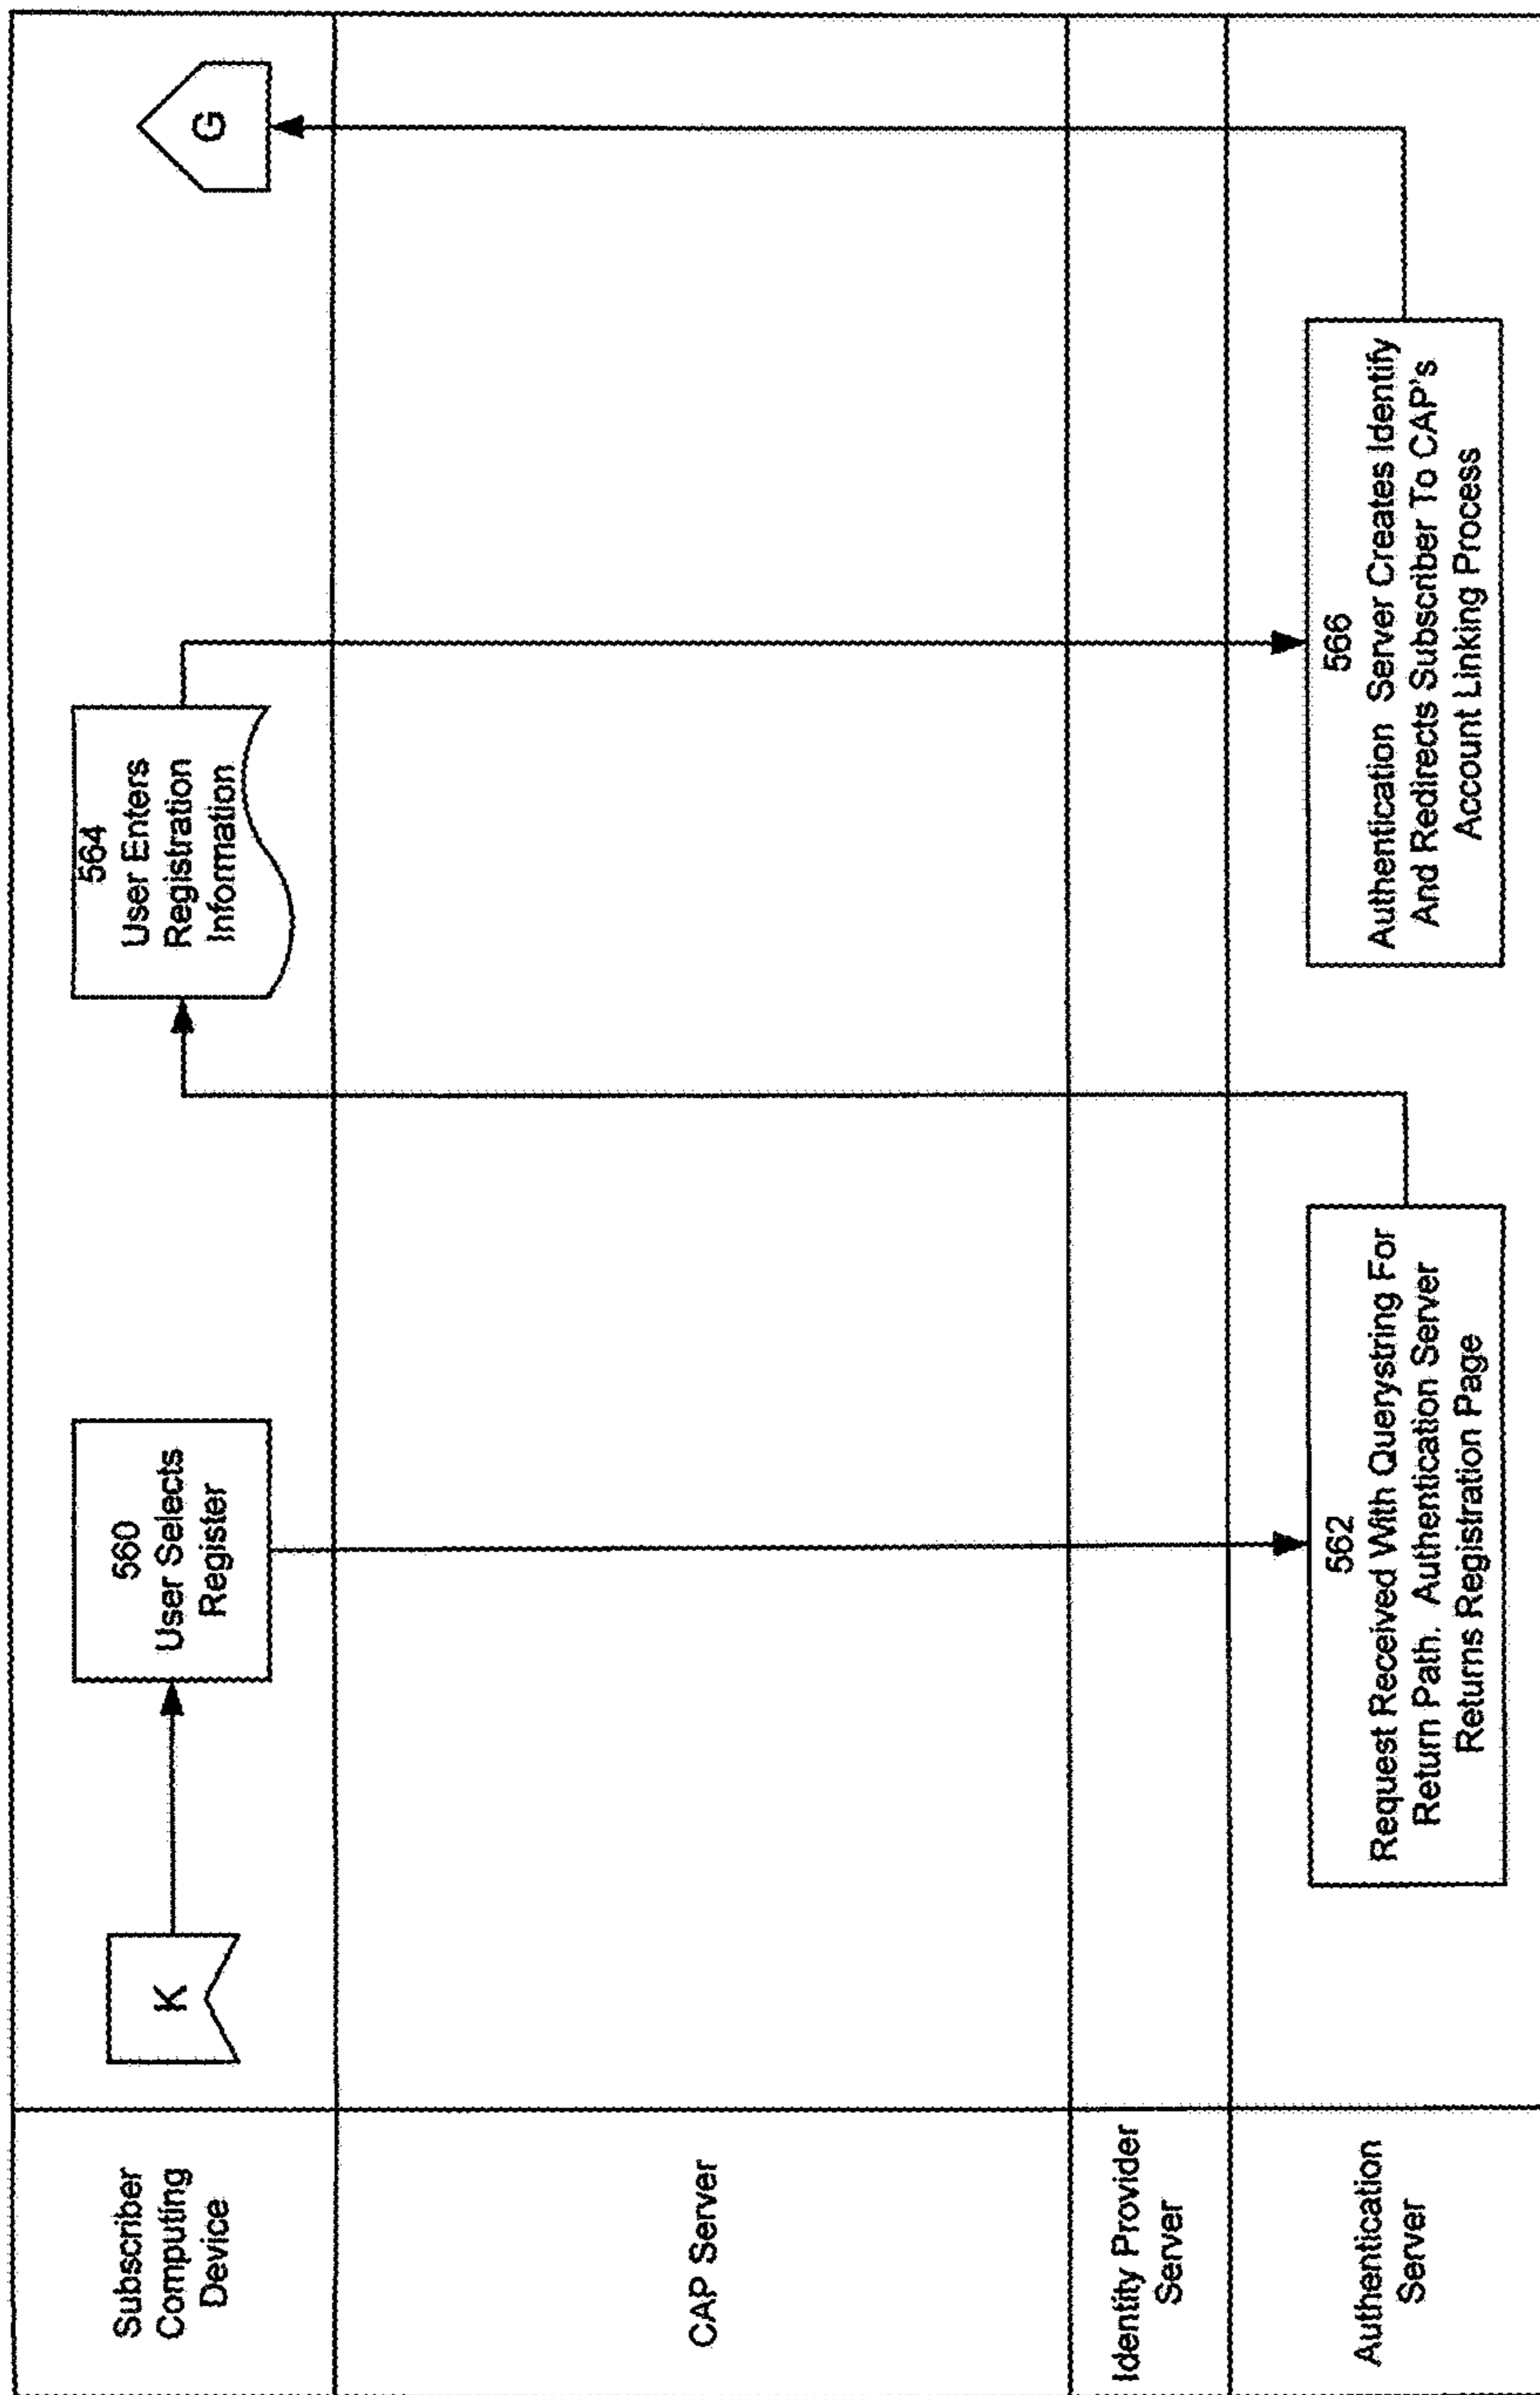 Subscriber
Computing
Device
K
560
User Selects
Register
564
User Enters
Registration
Information
G
CAP Server
Identity Provider
Server
Authentication
Server
562
Request Received With Querystring For
Return Path. Authentication Server
Returns Registration Page
566
Authentication Server Creates Identify
And Redirects Subscriber To CAP's
Account Linking Process